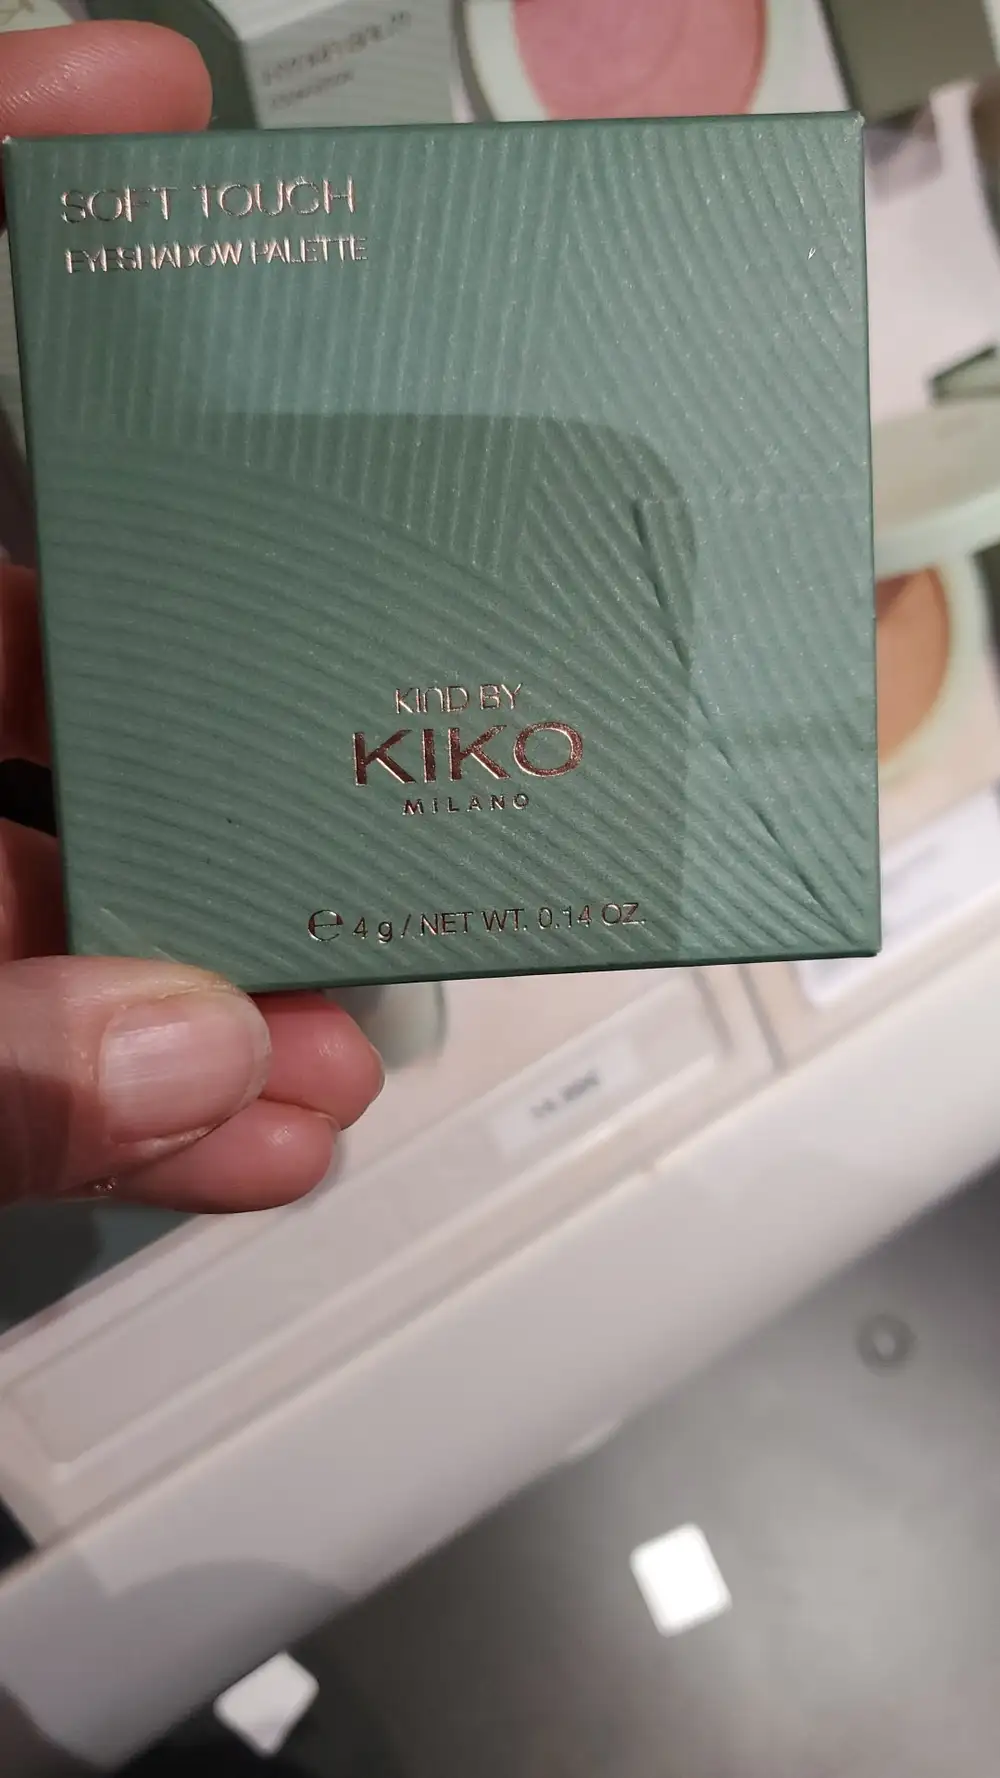 SOFT TOUCH
EYESHADOW PALETTE
KIND BY
KIKO
MILANO
℮ 4 g / NET WT. 0.14 OZ.